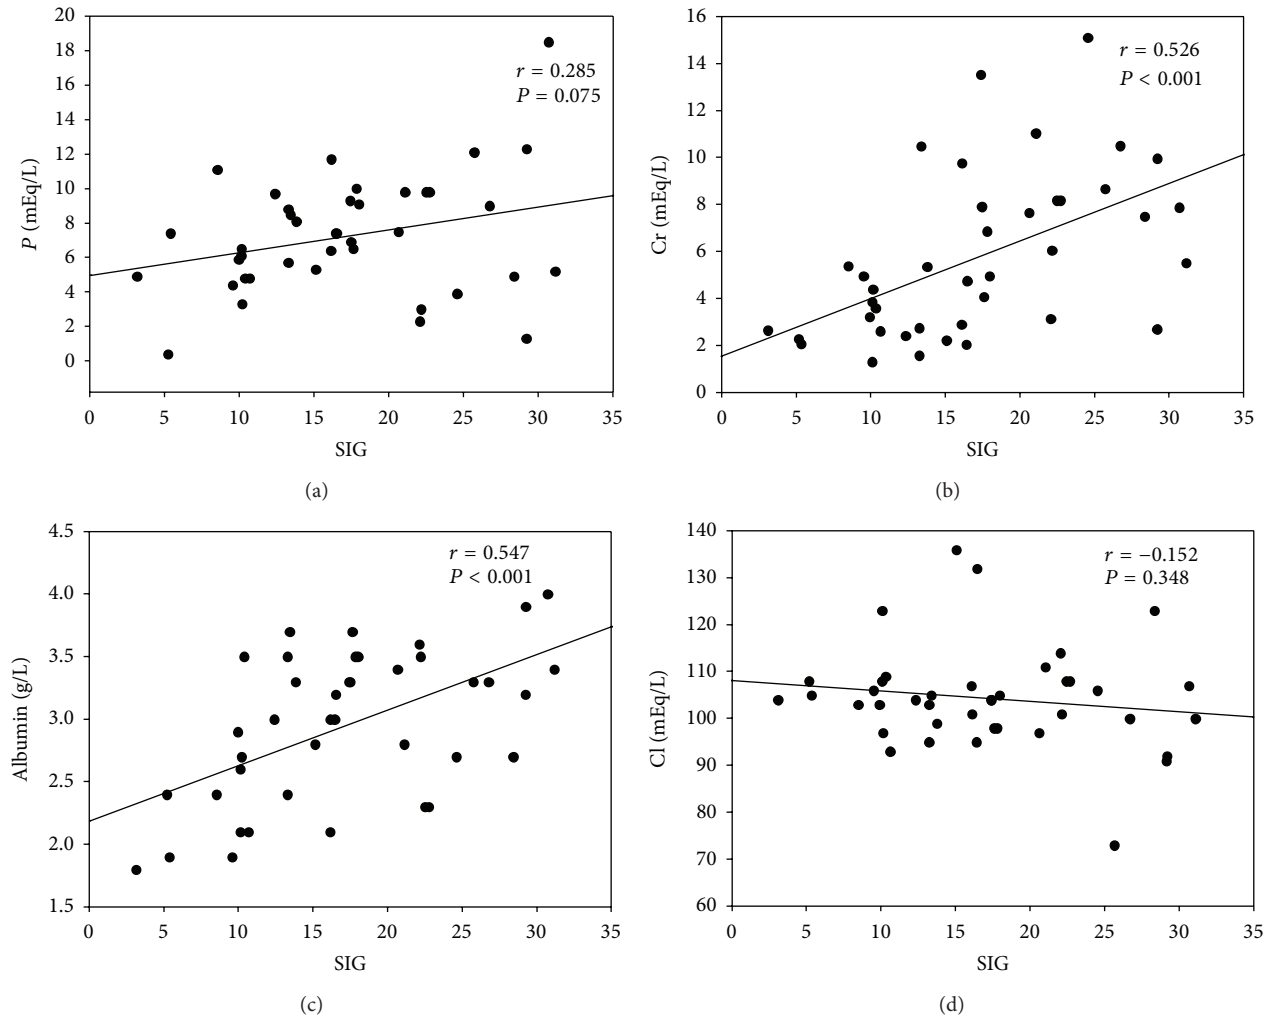 20
18
16
14
12
10
8
6
4
2
0
P (mEq/L)
r = 0.285
P = 0.075
0 5 10 15 20 25 30 35
SIG
(a)
16
14
12
10
8
6
4
2
0
Cr (mEq/L)
r = 0.526
P < 0.001
0 5 10 15 20 25 30 35
SIG
(b)
4.5
4.0
3.5
3.0
2.5
2.0
1.5
Albumin (g/L)
r = 0.547
P < 0.001
0 5 10 15 20 25 30 35
SIG
(c)
140
130
120
110
100
90
80
70
60
Cl (mEq/L)
r = −0.152
P = 0.348
0 5 10 15 20 25 30 35
SIG
(d)